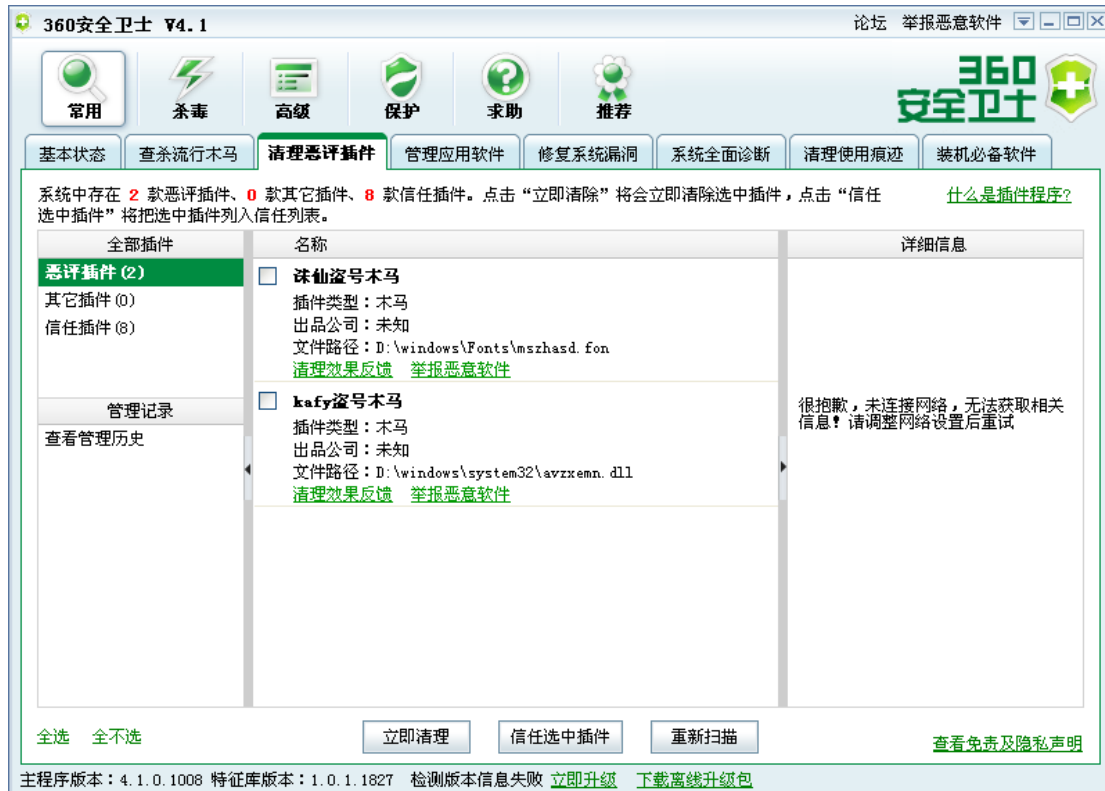 360安全卫士 V4.1
论坛 举报恶意软件
常用 杀毒 高级 保护 求助 推荐
360
安全卫士
基本状态 查杀流行木马 清理恶评插件 管理应用软件 修复系统漏洞 系统全面诊断 清理使用痕迹 装机必备软件
系统中存在 2 款恶评插件、0 款其它插件、8 款信任插件。点击“立即清除”将会立即清除选中插件，点击“信任
选中插件”将把选中插件列入信任列表。
什么是插件程序?
全部插件
恶评插件(2)
其它插件(0)
信任插件(8)
管理记录
查看管理历史
名称
诛仙盗号木马
插件类型：木马
出品公司：未知
文件路径：D:\windows\Fonts\mszhasd.fon
清理效果反馈 举报恶意软件
kafy盗号木马
插件类型：木马
出品公司：未知
文件路径：D:\windows\system32\avzxemn.dll
清理效果反馈 举报恶意软件
详细信息
很抱歉，未连接网络，无法获取相关
信息！请调整网络设置后重试
全选 全不选
立即清理 信任选中插件 重新扫描
查看免责及隐私声明
主程序版本：4.1.0.1008 特征库版本：1.0.1.1827 检测版本信息失败 立即升级 下载离线升级包